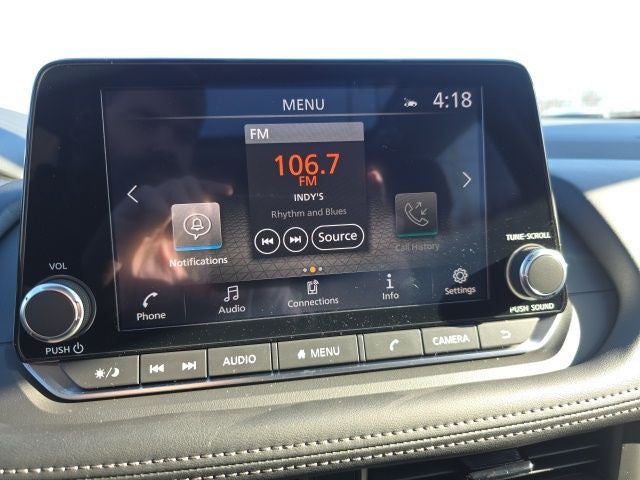 MENU
4:18
FM
106.7
FM
INDY'S
Rhythm and Blues
Source
Notifications
Call History
Phone
Audio
Connections
Info
Settings
VOL
PUSH
TUNE-SCROLL
PUSH SOUND
AUDIO
MENU
CAMERA